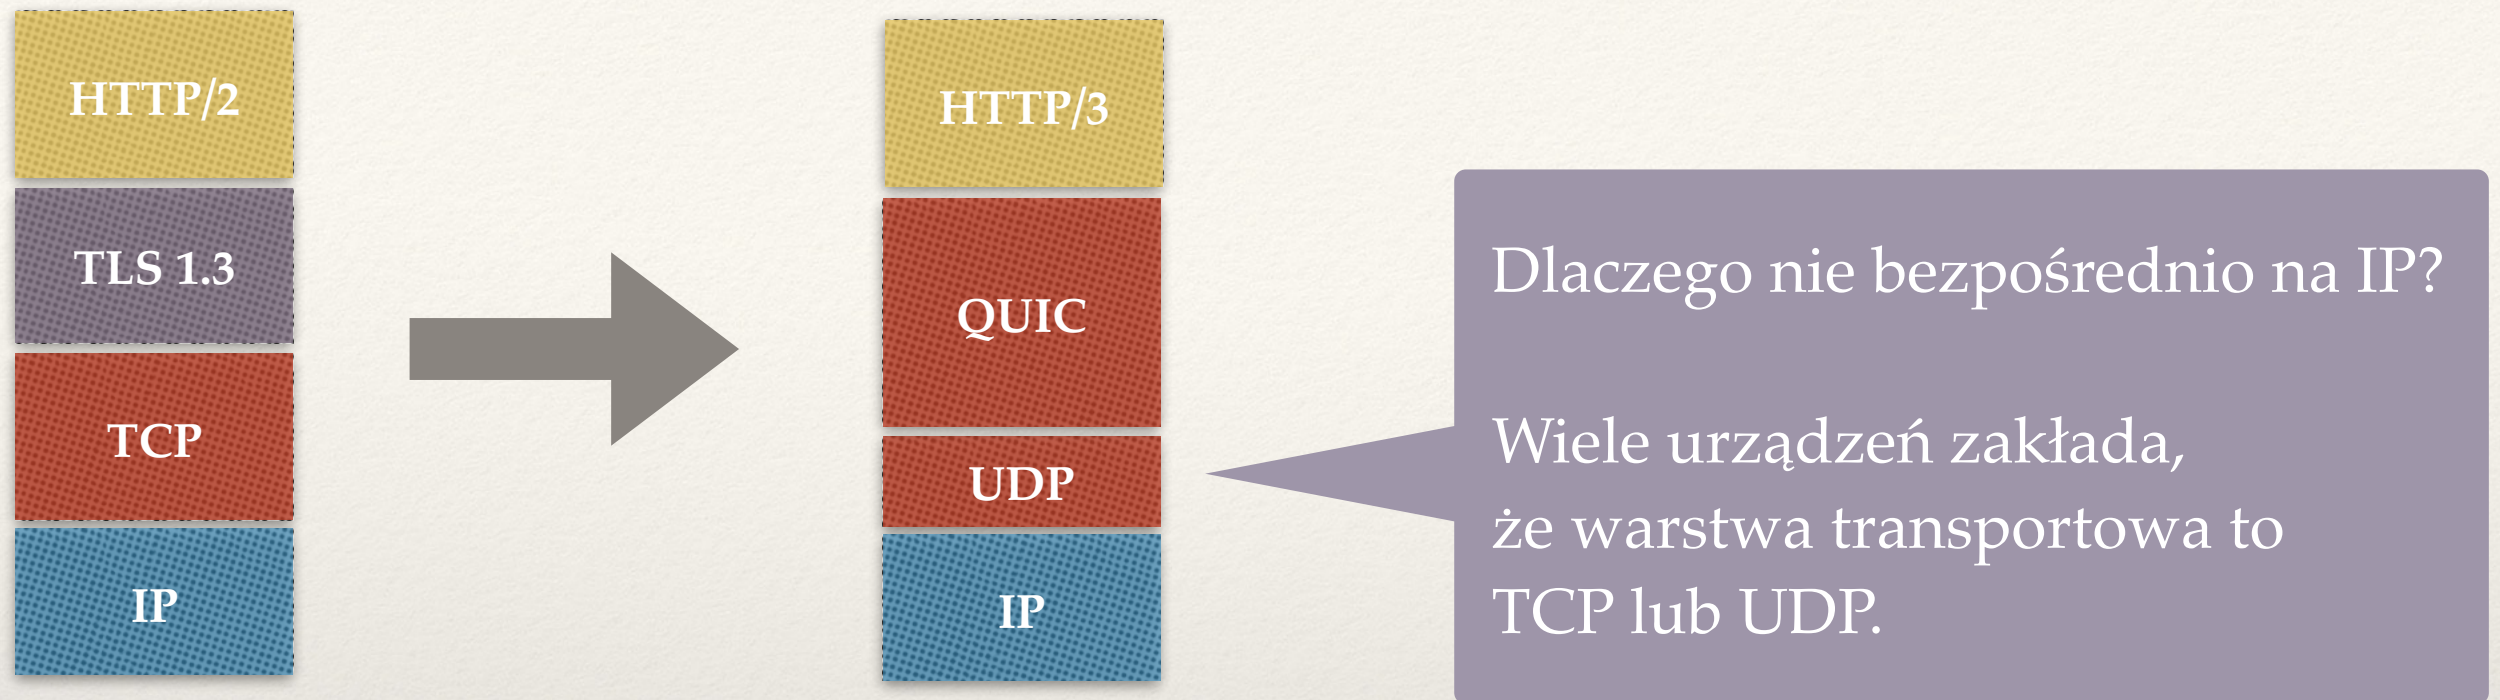 HTTP/2
TLS 1.3
TCP
IP
HTTP/3
QUIC
UDP
IP
Dlaczego nie bezpośrednio na IP?
Wiele urządzeń zakłada,
że warstwa transportowa to
TCP lub UDP.